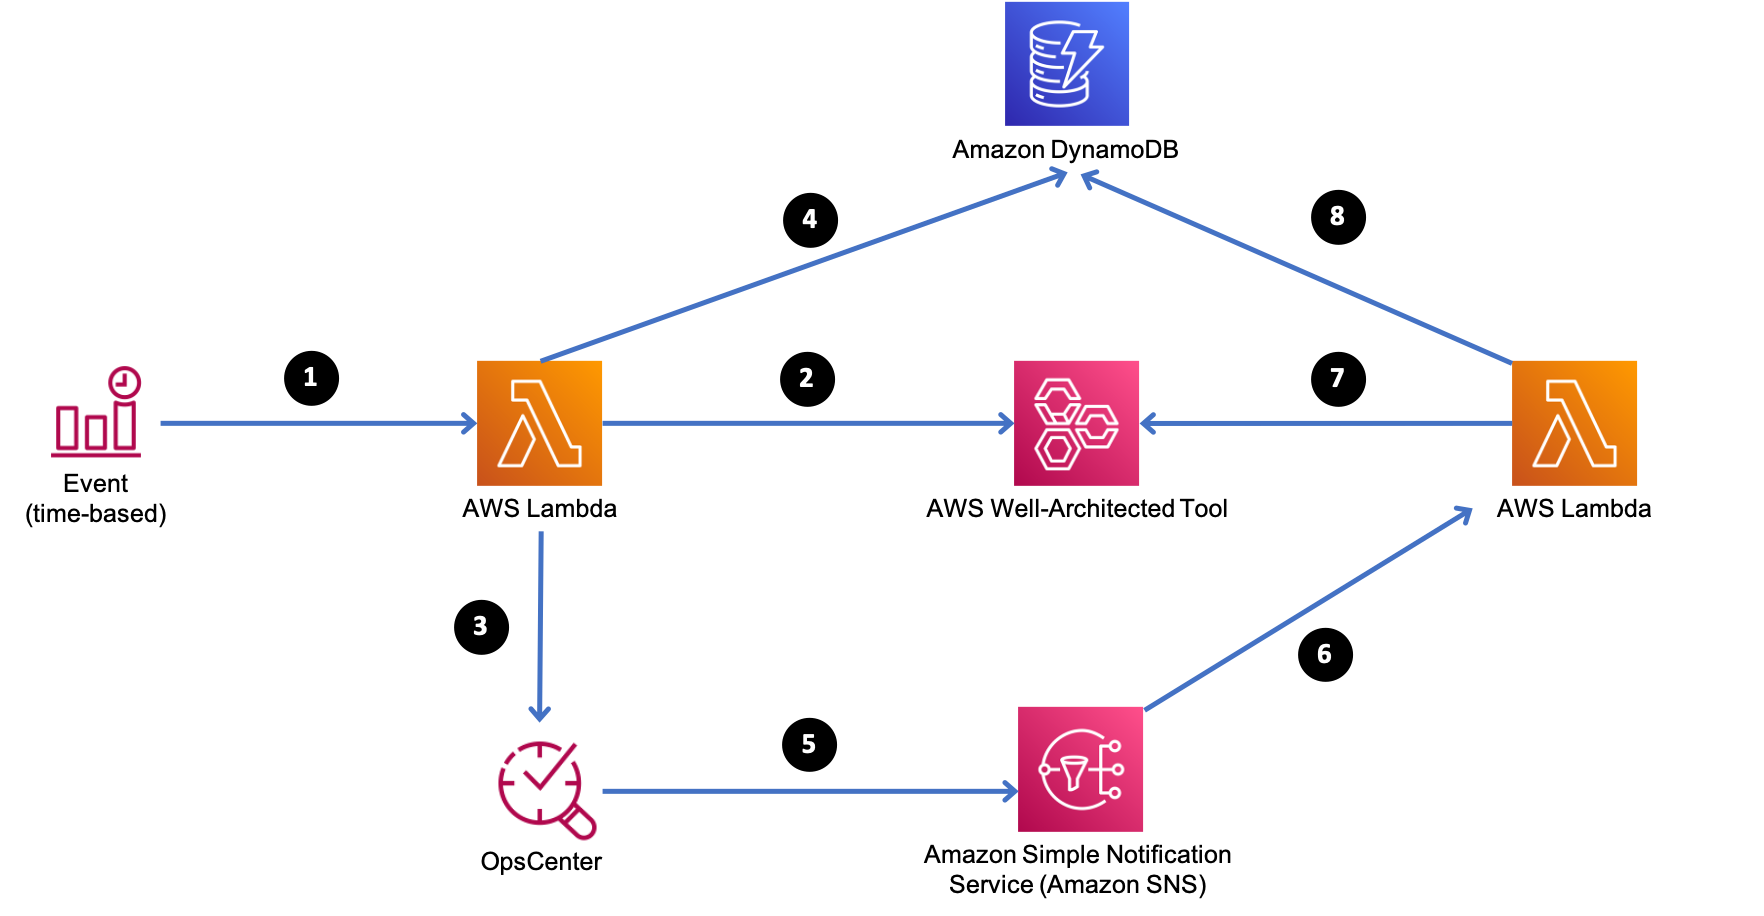 Amazon DynamoDB
4
8
1
2
7
Event
(time-based)
AWS Lambda
AWS Well-Architected Tool
AWS Lambda
3
6
5
OpsCenter
Amazon Simple Notification
Service (Amazon SNS)